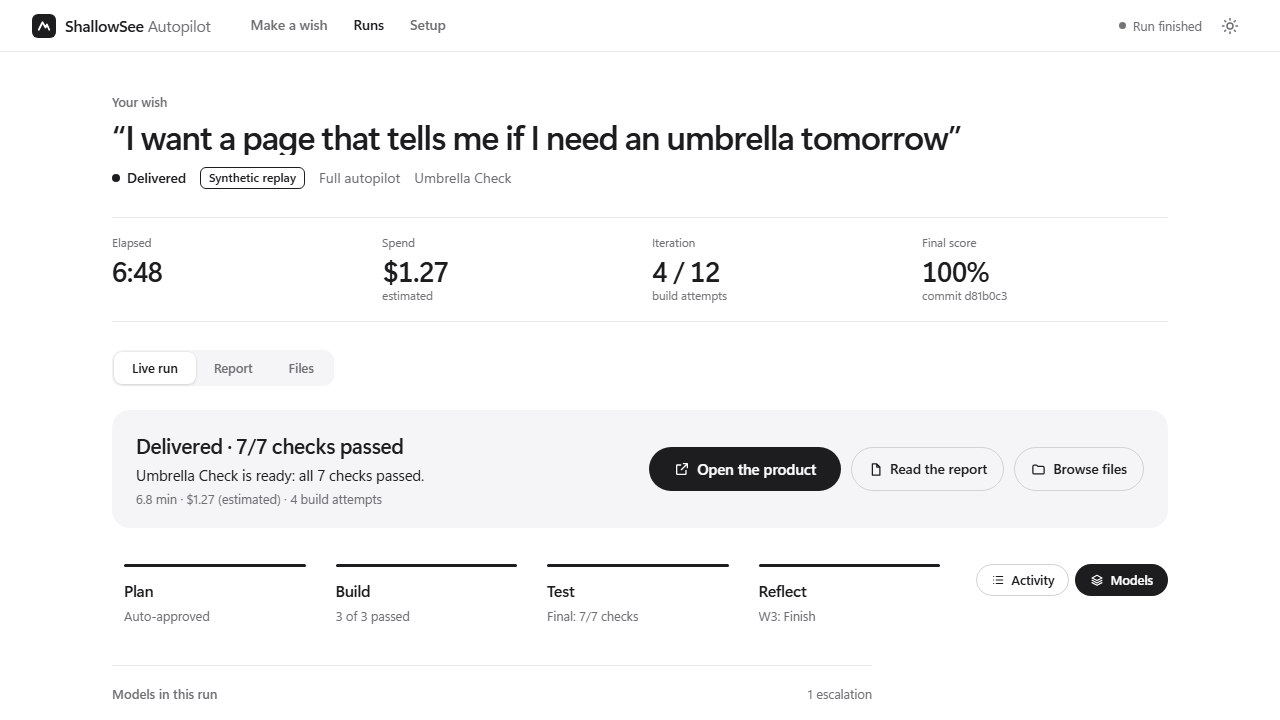 ShallowSee Autopilot
Make a wish
Runs
Setup
Run finished
Your wish
“I want a page that tells me if I need an umbrella tomorrow”
Delivered
Synthetic replay
Full autopilot
Umbrella Check
Elapsed
6:48
Spend
$1.27
estimated
Iteration
4 / 12
build attempts
Final score
100%
commit d81b0c3
Live run
Report
Files
Delivered · 7/7 checks passed
Umbrella Check is ready: all 7 checks passed.
6.8 min · $1.27 (estimated) · 4 build attempts
Open the product
Read the report
Browse files
Plan
Auto-approved
Build
3 of 3 passed
Test
Final: 7/7 checks
Reflect
W3: Finish
Activity
Models
Models in this run
1 escalation